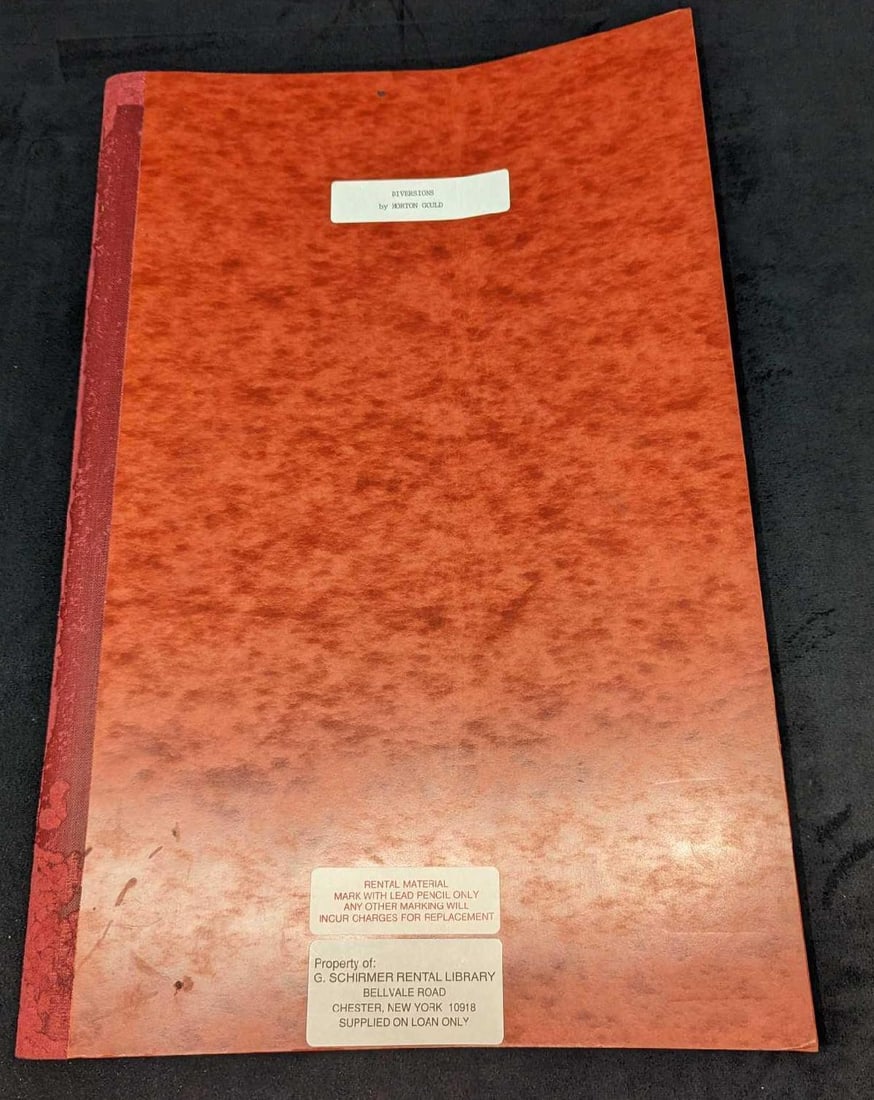 DIVERSIONS
by MORTON GOULD
RENTAL MATERIAL
MARK WITH LEAD PENCIL ONLY
ANY OTHER MARKING WILL
INCUR CHARGES FOR REPLACEMENT
Property of:
G. SCHIRMER RENTAL LIBRARY
BELLVALE ROAD
CHESTER, NEW YORK 10918
SUPPLIED ON LOAN ONLY